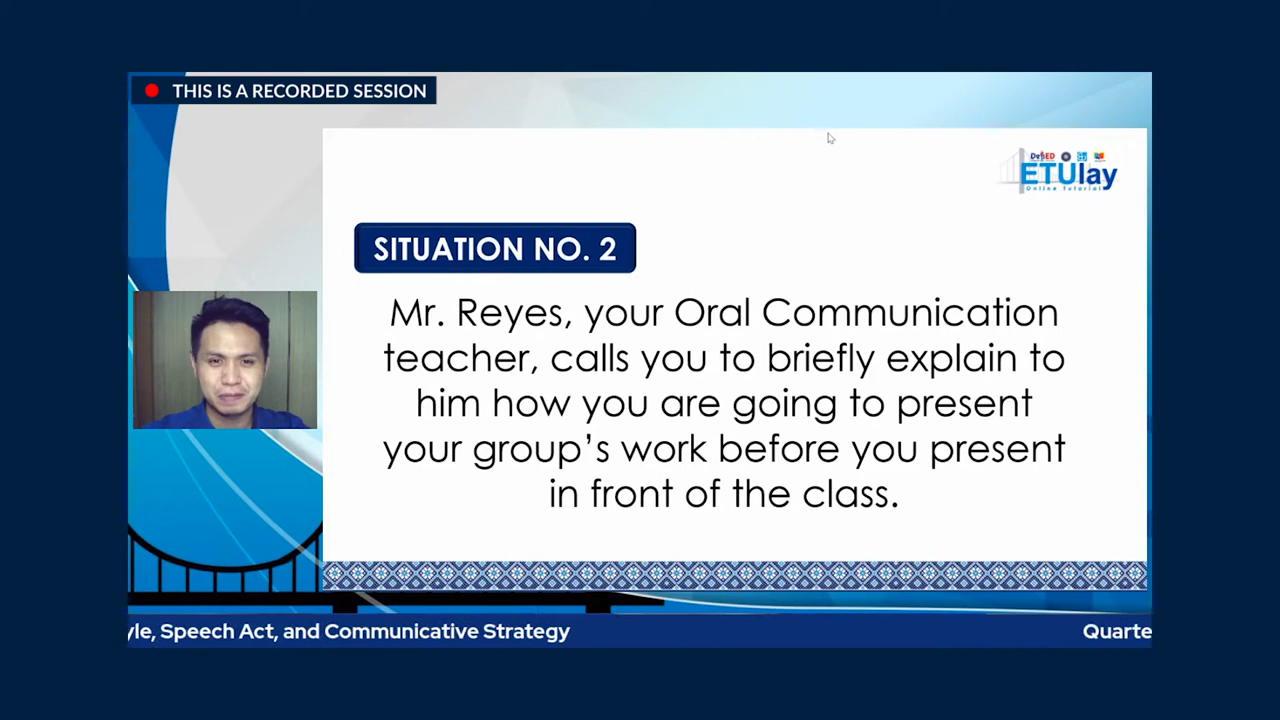 THIS IS A RECORDED SESSION
DepED
ETUlay
Online Tutorial
SITUATION NO. 2
Mr. Reyes, your Oral Communication
teacher, calls you to briefly explain to
him how you are going to present
your group's work before you present
in front of the class.
yle, Speech Act, and Communicative Strategy
Quarte